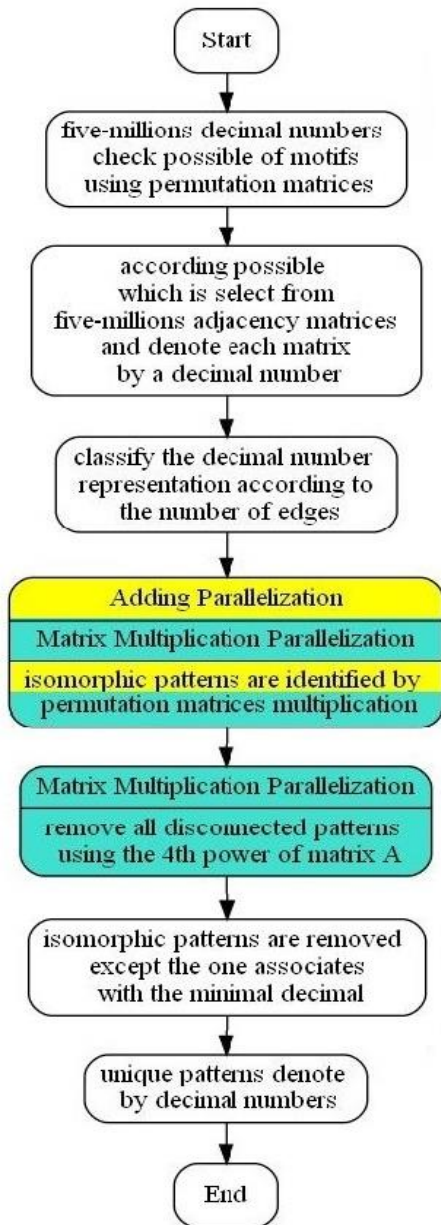 Start
five-millions decimal numbers
check possible of motifs
using permutation matrices
according possible
which is select from
five-millions adjacency matrices
and denote each matrix
by a decimal number
classify the decimal number
representation according to
the number of edges
Adding Parallelization
Matrix Multiplication Parallelization
isomorphic patterns are identified by
permutation matrices multiplication
Matrix Multiplication Parallelization
remove all disconnected patterns
using the 4th power of matrix A
isomorphic patterns are removed
except the one associates
with the minimal decimal
unique patterns denote
by decimal numbers
End